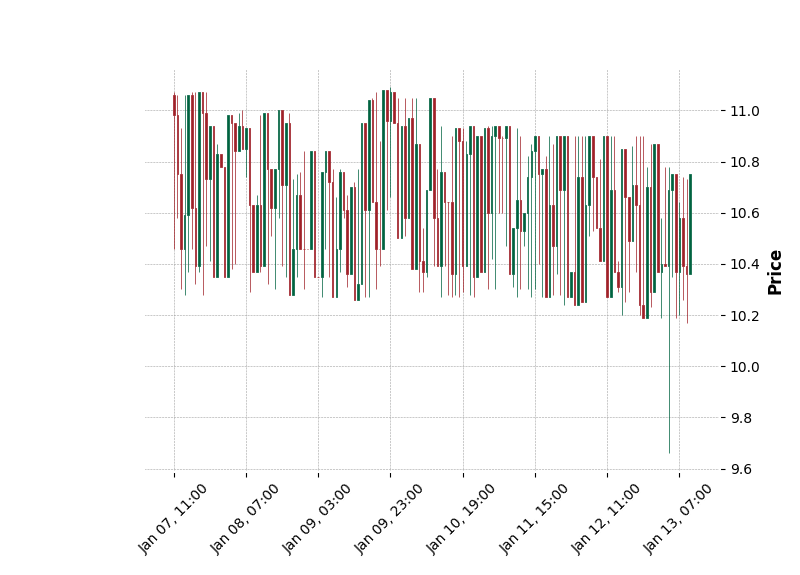 11.0
10.8
10.6
10.4
10.2
10.0
9.8
9.6
Price
Jan 07, 11:00
Jan 08, 07:00
Jan 09, 03:00
Jan 09, 23:00
Jan 10, 19:00
Jan 11, 15:00
Jan 12, 11:00
Jan 13, 07:00